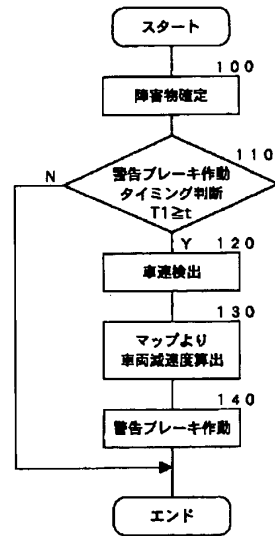 スタート
100
障害物確定
110
警告ブレーキ作動
タイミング判断
T1≧t
N
Y
120
車速検出
130
マップより
車両減速度算出
140
警告ブレーキ作動
エンド